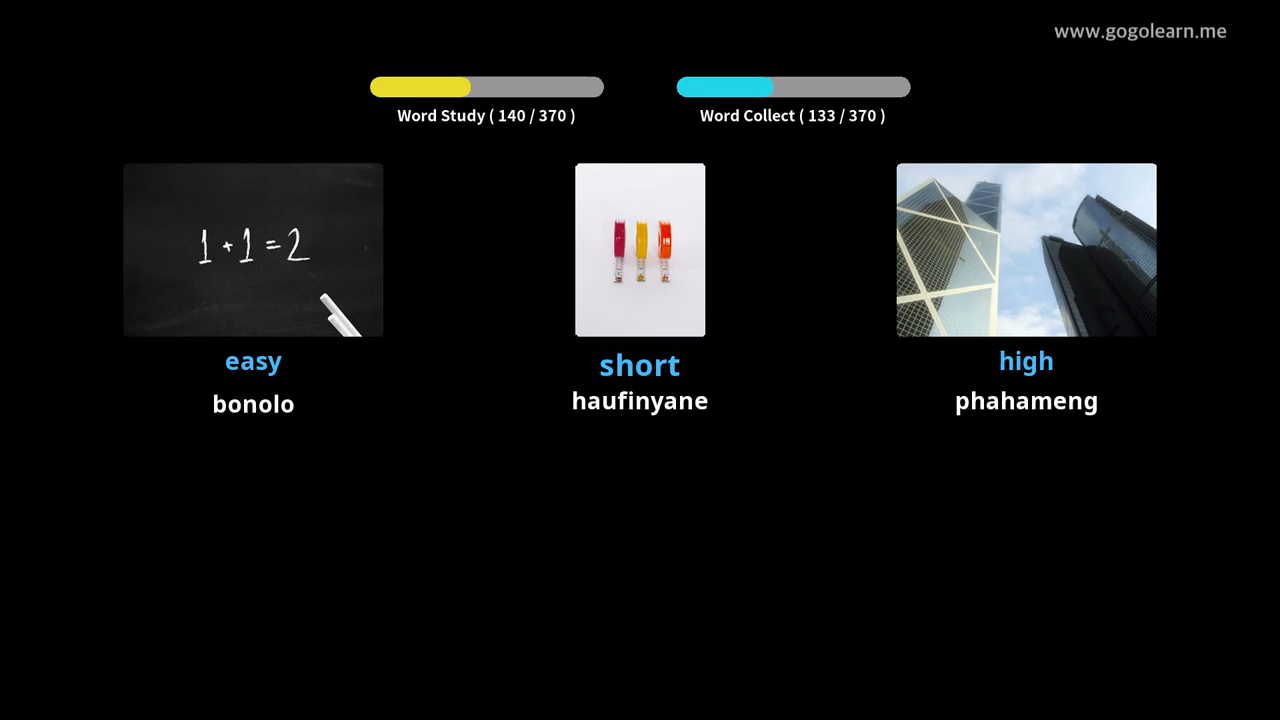 www.gogolearn.me
Word Study ( 140 / 370 )
Word Collect ( 133 / 370 )
1 + 1 = 2
easy
bonolo
short
haufinyane
high
phahameng